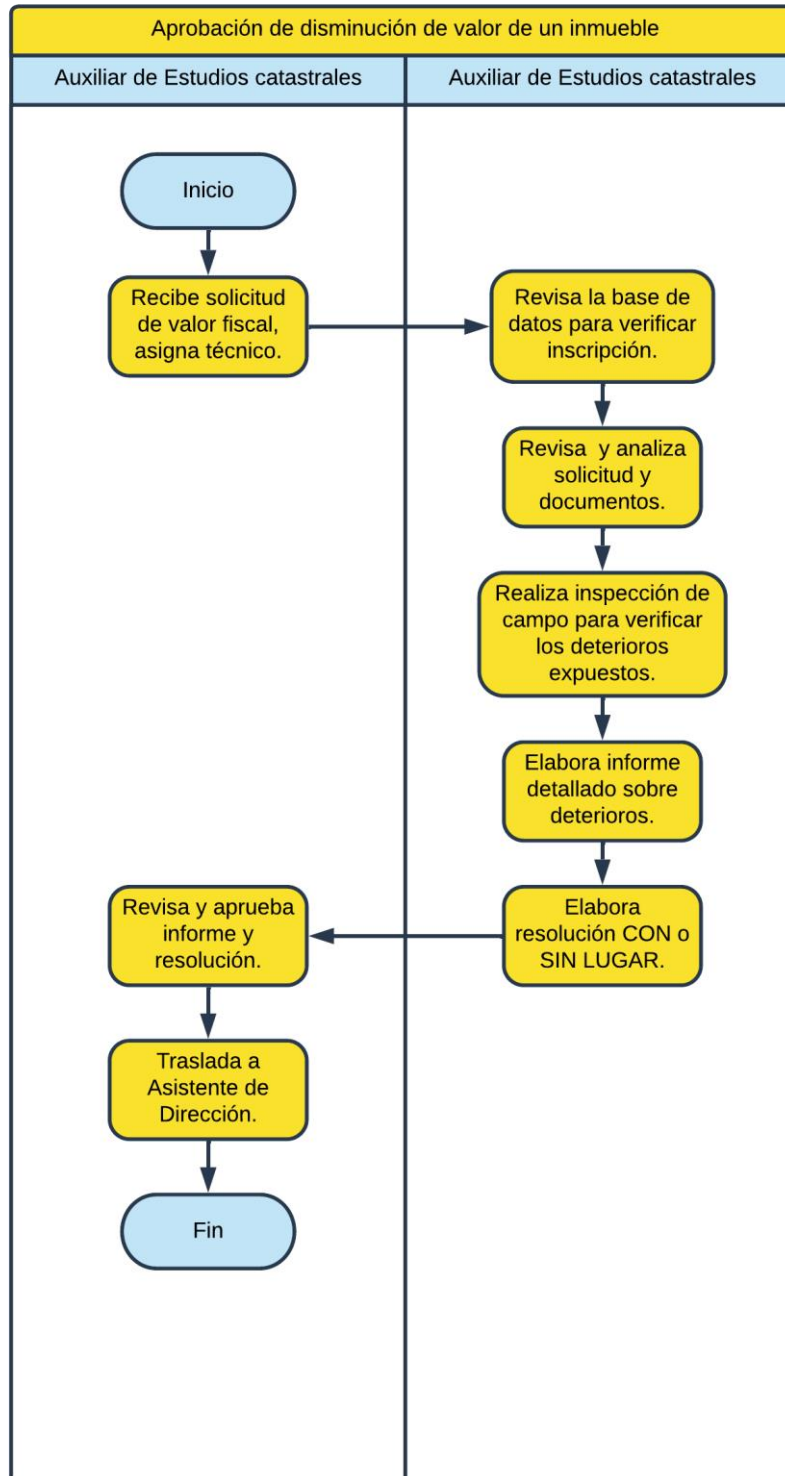 Aprobación de disminución de valor de un inmueble
Auxiliar de Estudios catastrales
Auxiliar de Estudios catastrales
Inicio
Recibe solicitud
de valor fiscal,
asigna técnico.
Revisa la base de
datos para verificar
inscripción.
Revisa y analiza
solicitud y
documentos.
Realiza inspección de
campo para verificar
los deterioros
expuestos.
Elabora informe
detallado sobre
deterioros.
Elabora
resolución CON o
SIN LUGAR.
Revisa y aprueba
informe y
resolución.
Traslada a
Asistente de
Dirección.
Fin